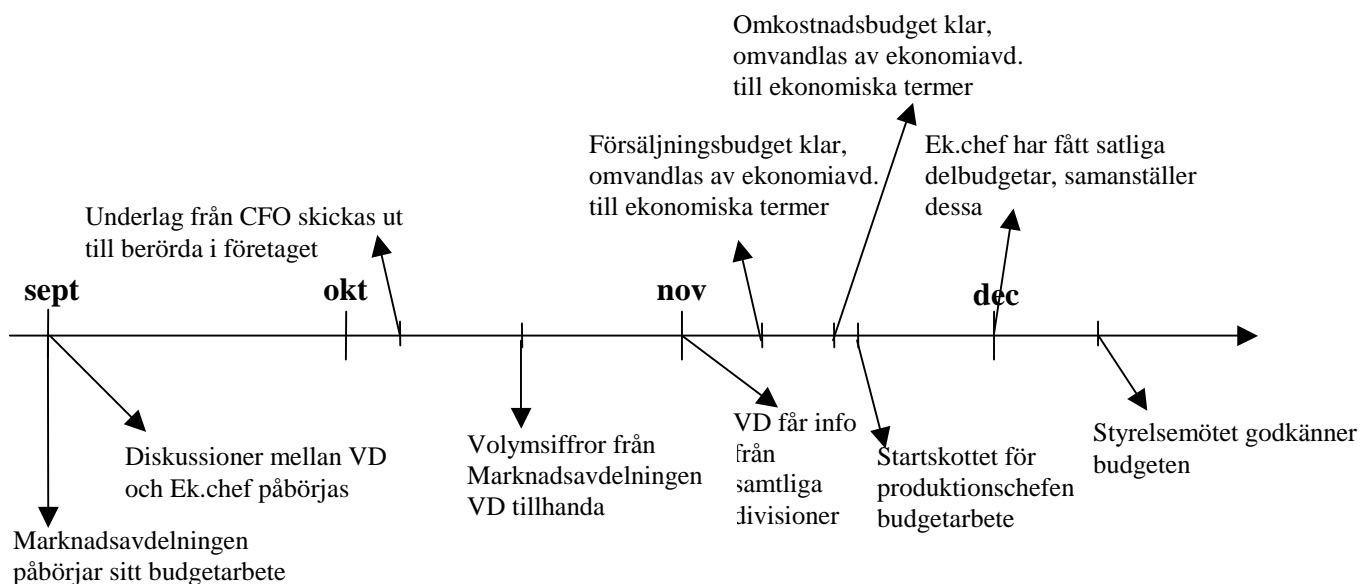 Omkostnadsbudget klar,
omvandlas av ekonomiavd.
till ekonomiska termer
Försäljningsbudget klar,
omvandlas av ekonomiavd.
till ekonomiska termer
Ek.chef har fått satliga
delbudgetar, samanställer
dessa
Underlag från CFO skickas ut
till berörda i företaget
sept
okt
nov
dec
Marknadsavdelningen
påbörjar sitt budgetarbete
Diskussioner mellan VD
och Ek.chef påbörjas
Volymsiffror från
Marknadsavdelningen
VD tillhanda
VD får info
från
samtliga
divisioner
Startskottet för
produktionschefen
budgetarbete
Styrelsemötet godkänner
budgeten